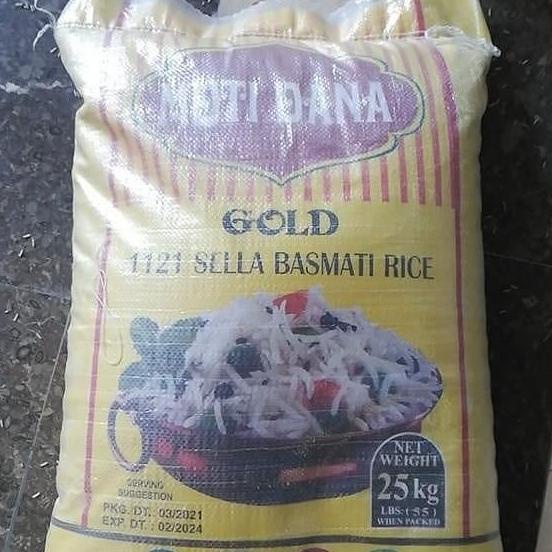 MOTI DANA
GOLD
1121 SELLA BASMATI RICE
SERVING
SUGGESTION
PKG. DT. : 03/2021
EXP. DT. : 02/2024
NET
WEIGHT
25 kg
LBS: ( 55 )
WHEN PACKED